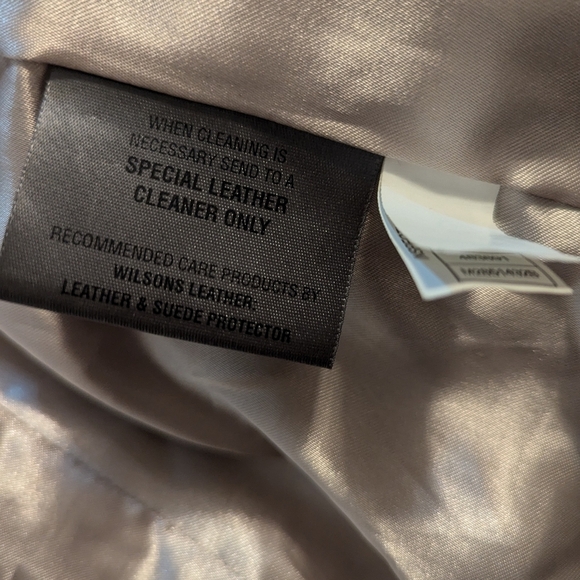 WHEN CLEANING IS
NECESSARY SEND TO A
SPECIAL LEATHER
CLEANER ONLY
RECOMMENDED CARE PRODUCTS BY
WILSONS LEATHER:
LEATHER & SUEDE PROTECTOR